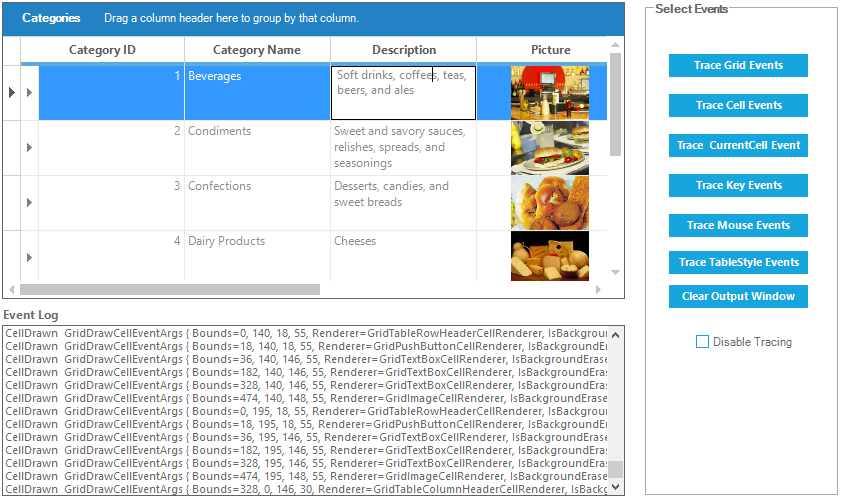 Categories Drag a column header here to group by that column.
Category ID Category Name Description Picture
1 Beverages Soft drinks, coffees, teas,
beers, and ales
2 Condiments Sweet and savory sauces,
relishes, spreads, and
seasonings
3 Confections Desserts, candies, and
sweet breads
4 Dairy Products Cheeses
Event Log
CellDrawn GridDrawCellEventArgs { Bounds=0, 140, 18, 55, Renderer=GridTableRowHeaderCellRenderer, IsBackgroun
CellDrawn GridDrawCellEventArgs { Bounds=18, 140, 18, 55, Renderer=GridPushButtonCellRenderer, IsBackgroundE
CellDrawn GridDrawCellEventArgs { Bounds=36, 140, 146, 55, Renderer=GridTextBoxCellRenderer, IsBackgroundErase
CellDrawn GridDrawCellEventArgs { Bounds=182, 140, 146, 55, Renderer=GridTextBoxCellRenderer, IsBackgroundEra
CellDrawn GridDrawCellEventArgs { Bounds=328, 140, 146, 55, Renderer=GridTextBoxCellRenderer, IsBackgroundEra
CellDrawn GridDrawCellEventArgs { Bounds=474, 140, 148, 55, Renderer=GridImageCellRenderer, IsBackgroundErase
CellDrawn GridDrawCellEventArgs { Bounds=0, 195, 18, 55, Renderer=GridTableRowHeaderCellRenderer, IsBackgroun
CellDrawn GridDrawCellEventArgs { Bounds=18, 195, 18, 55, Renderer=GridPushButtonCellRenderer, IsBackgroundE
CellDrawn GridDrawCellEventArgs { Bounds=36, 195, 146, 55, Renderer=GridTextBoxCellRenderer, IsBackgroundErase
CellDrawn GridDrawCellEventArgs { Bounds=182, 195, 146, 55, Renderer=GridTextBoxCellRenderer, IsBackgroundEra
CellDrawn GridDrawCellEventArgs { Bounds=328, 195, 146, 55, Renderer=GridTextBoxCellRenderer, IsBackgroundEra
CellDrawn GridDrawCellEventArgs { Bounds=474, 195, 148, 55, Renderer=GridImageCellRenderer, IsBackgroundErase
CellDrawn GridDrawCellEventArgs { Bounds=328, 0, 146, 30, Renderer=GridTableColumnHeaderCellRenderer, IsBackg
Select Events
Trace Grid Events
Trace Cell Events
Trace CurrentCell Event
Trace Key Events
Trace Mouse Events
Trace TableStyle Events
Clear Output Window
Disable Tracing